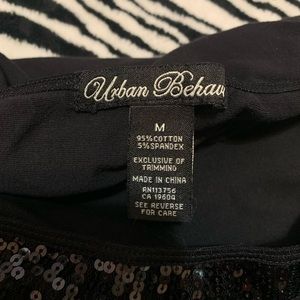 Urban Behav
M
95% COTTON
5% SPANDEX
EXCLUSIVE OF
TRIMMING
MADE IN CHINA
RN113756
CA 19604
SEE REVERSE
FOR CARE